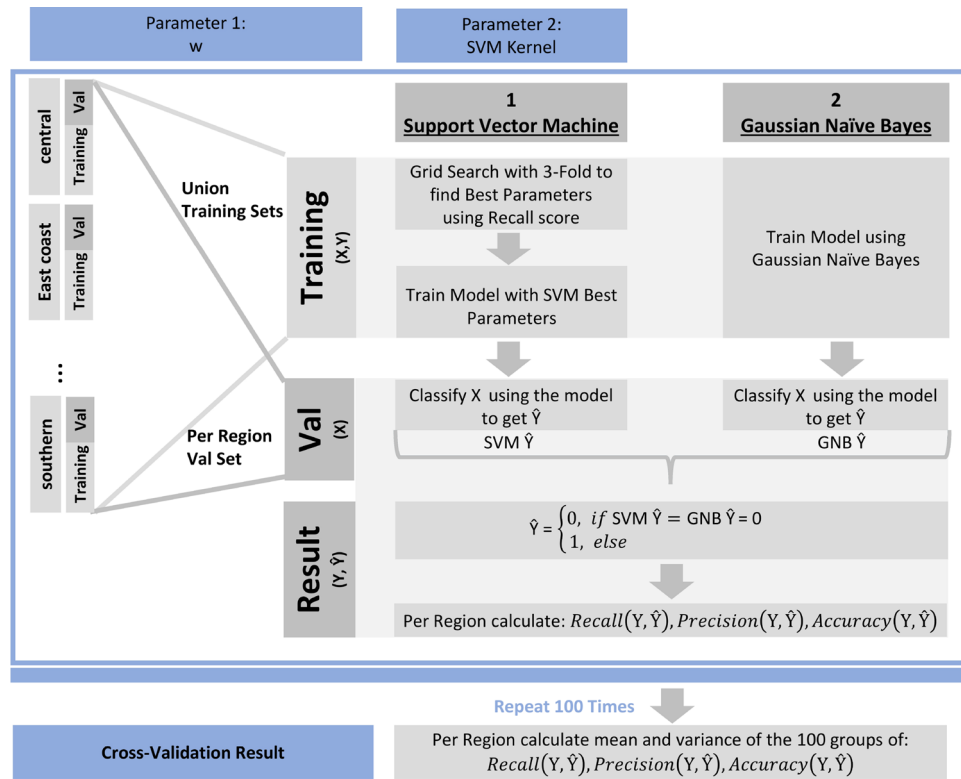 Parameter 1:
w
Parameter 2:
SVM Kernel
central
Training Val
East coast
Training Val
...
southern
Training Val
Union
Training Sets
Per Region
Val Set
Training
(X,Y)
Val
(X)
Result
(Y, Ŷ)
1
Support Vector Machine
Grid Search with 3-Fold to
find Best Parameters
using Recall score
Train Model with SVM Best
Parameters
Classify X using the model
to get Ŷ
SVM Ŷ
2
Gaussian Naïve Bayes
Train Model using
Gaussian Naïve Bayes
Classify X using the model
to get Ŷ
GNB Ŷ
Ŷ = {0, if SVM Ŷ = GNB Ŷ = 0
1, else
Per Region calculate: Recall(Y, Ŷ), Precision(Y, Ŷ), Accuracy(Y, Ŷ)
Repeat 100 Times
Cross-Validation Result
Per Region calculate mean and variance of the 100 groups of:
Recall(Y, Ŷ), Precision(Y, Ŷ), Accuracy(Y, Ŷ)